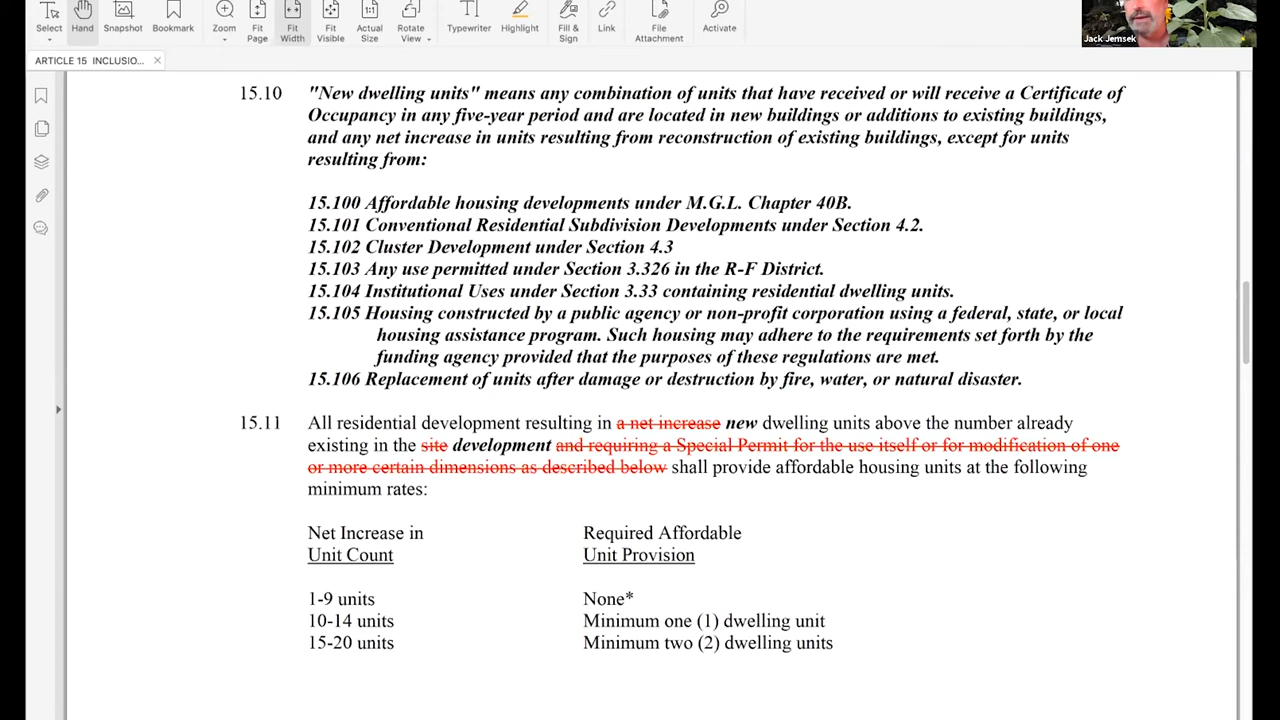 Select
Hand
Snapshot
Bookmark
Zoom
Fit Page
Fit Width
Fit Visible
Actual Size
Rotate View
Typewriter
Highlight
Fill & Sign
Link
File Attachment
Activate
Jack Jemsek
ARTICLE 15 INCLUSIO...
15.10 "New dwelling units" means any combination of units that have received or will receive a Certificate of
Occupancy in any five-year period and are located in new buildings or additions to existing buildings,
and any net increase in units resulting from reconstruction of existing buildings, except for units
resulting from:
15.100 Affordable housing developments under M.G.L. Chapter 40B.
15.101 Conventional Residential Subdivision Developments under Section 4.2.
15.102 Cluster Development under Section 4.3
15.103 Any use permitted under Section 3.326 in the R-F District.
15.104 Institutional Uses under Section 3.33 containing residential dwelling units.
15.105 Housing constructed by a public agency or non-profit corporation using a federal, state, or local
housing assistance program. Such housing may adhere to the requirements set forth by the
funding agency provided that the purposes of these regulations are met.
15.106 Replacement of units after damage or destruction by fire, water, or natural disaster.
15.11 All residential development resulting in a net increase new dwelling units above the number already
existing in the site development and requiring a Special Permit for the use itself or for modification of one
or more certain dimensions as described below shall provide affordable housing units at the following
minimum rates:
Net Increase in Required Affordable
Unit Count Unit Provision
1-9 units None*
10-14 units Minimum one (1) dwelling unit
15-20 units Minimum two (2) dwelling units